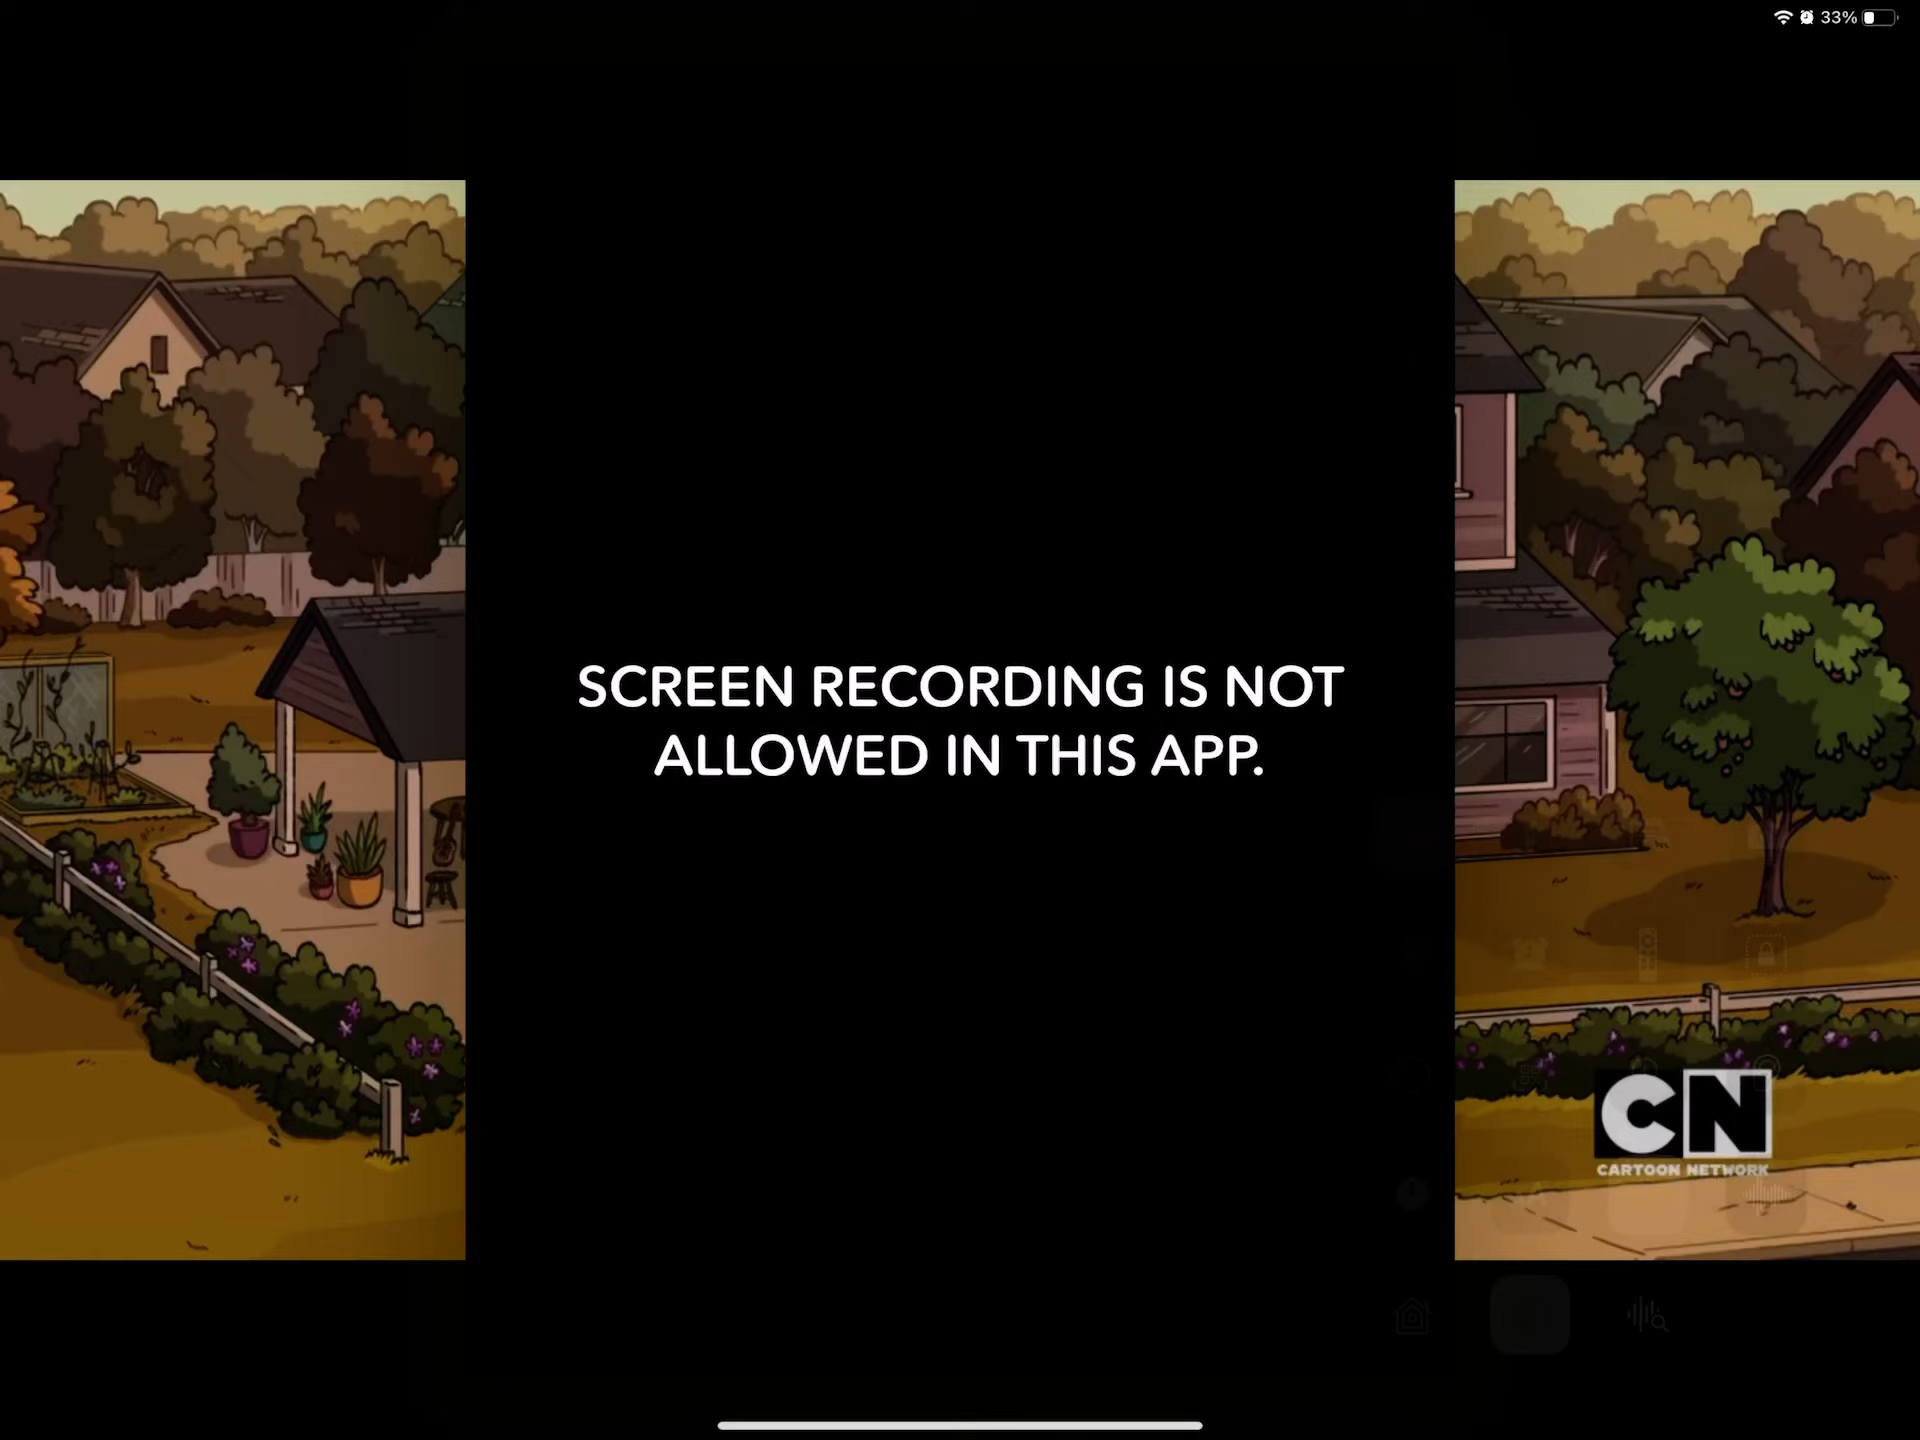 33%
SCREEN RECORDING IS NOT
ALLOWED IN THIS APP.
CN
CARTOON NETWORK